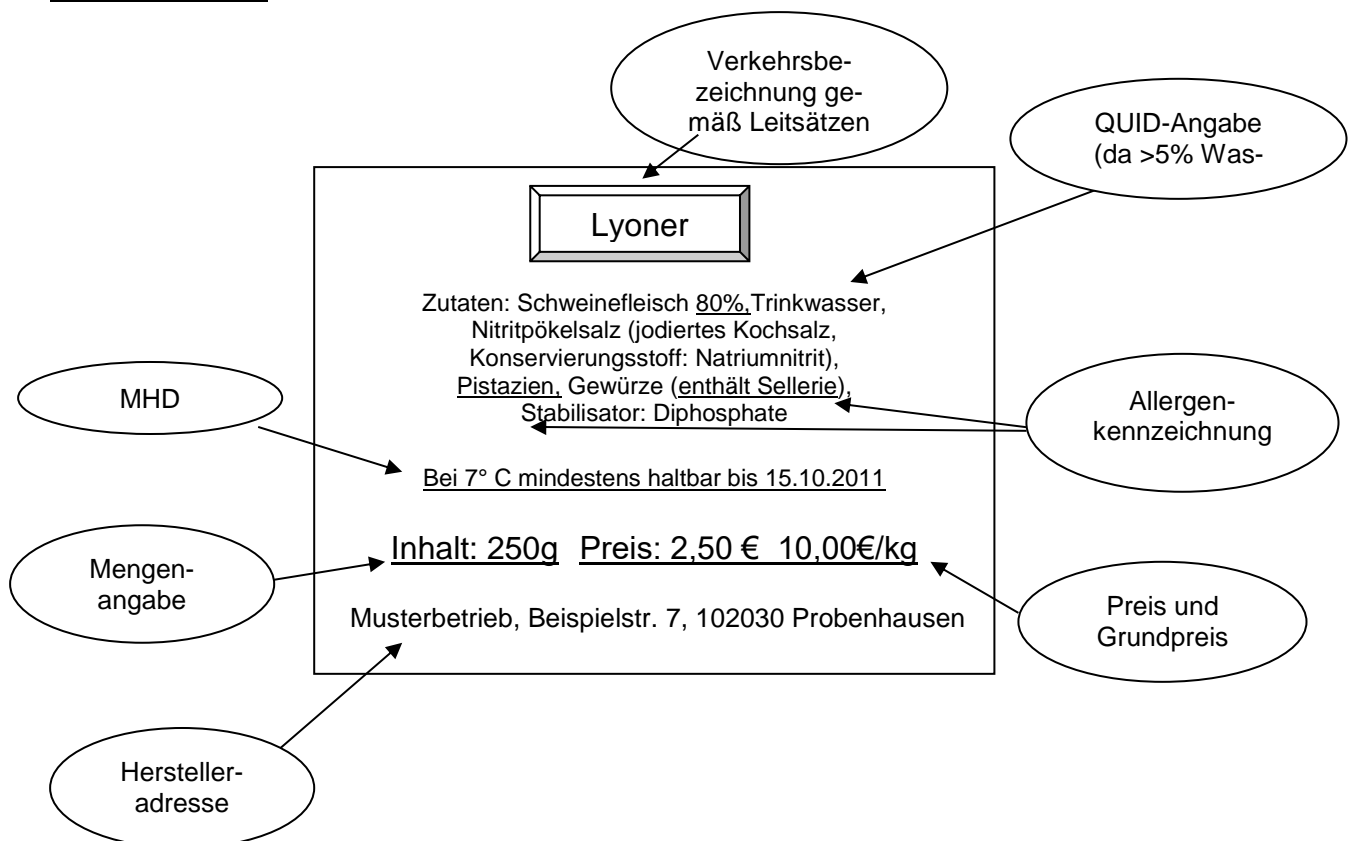 Verkehrsbe-
zeichnung ge-
mäß Leitsätzen
QUID-Angabe
(da >5% Was-
Lyoner
Zutaten: Schweinefleisch 80%,Trinkwasser,
Nitritpökelsalz (jodiertes Kochsalz,
Konservierungsstoff: Natriumnitrit),
Pistazien, Gewürze (enthält Sellerie),
Stabilisator: Diphosphate
MHD
Allergen-
kennzeichnung
Bei 7° C mindestens haltbar bis 15.10.2011
Inhalt: 250g Preis: 2,50 € 10,00€/kg
Mengen-
angabe
Preis und
Grundpreis
Musterbetrieb, Beispielstr. 7, 102030 Probenhausen
Hersteller-
adresse